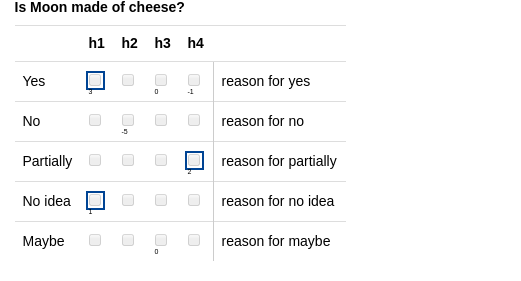 Is Moon made of cheese?
h1 h2 h3 h4
Yes reason for yes
3 0 -1
No reason for no
-5
Partially reason for partially
2
No idea reason for no idea
1
Maybe reason for maybe
0